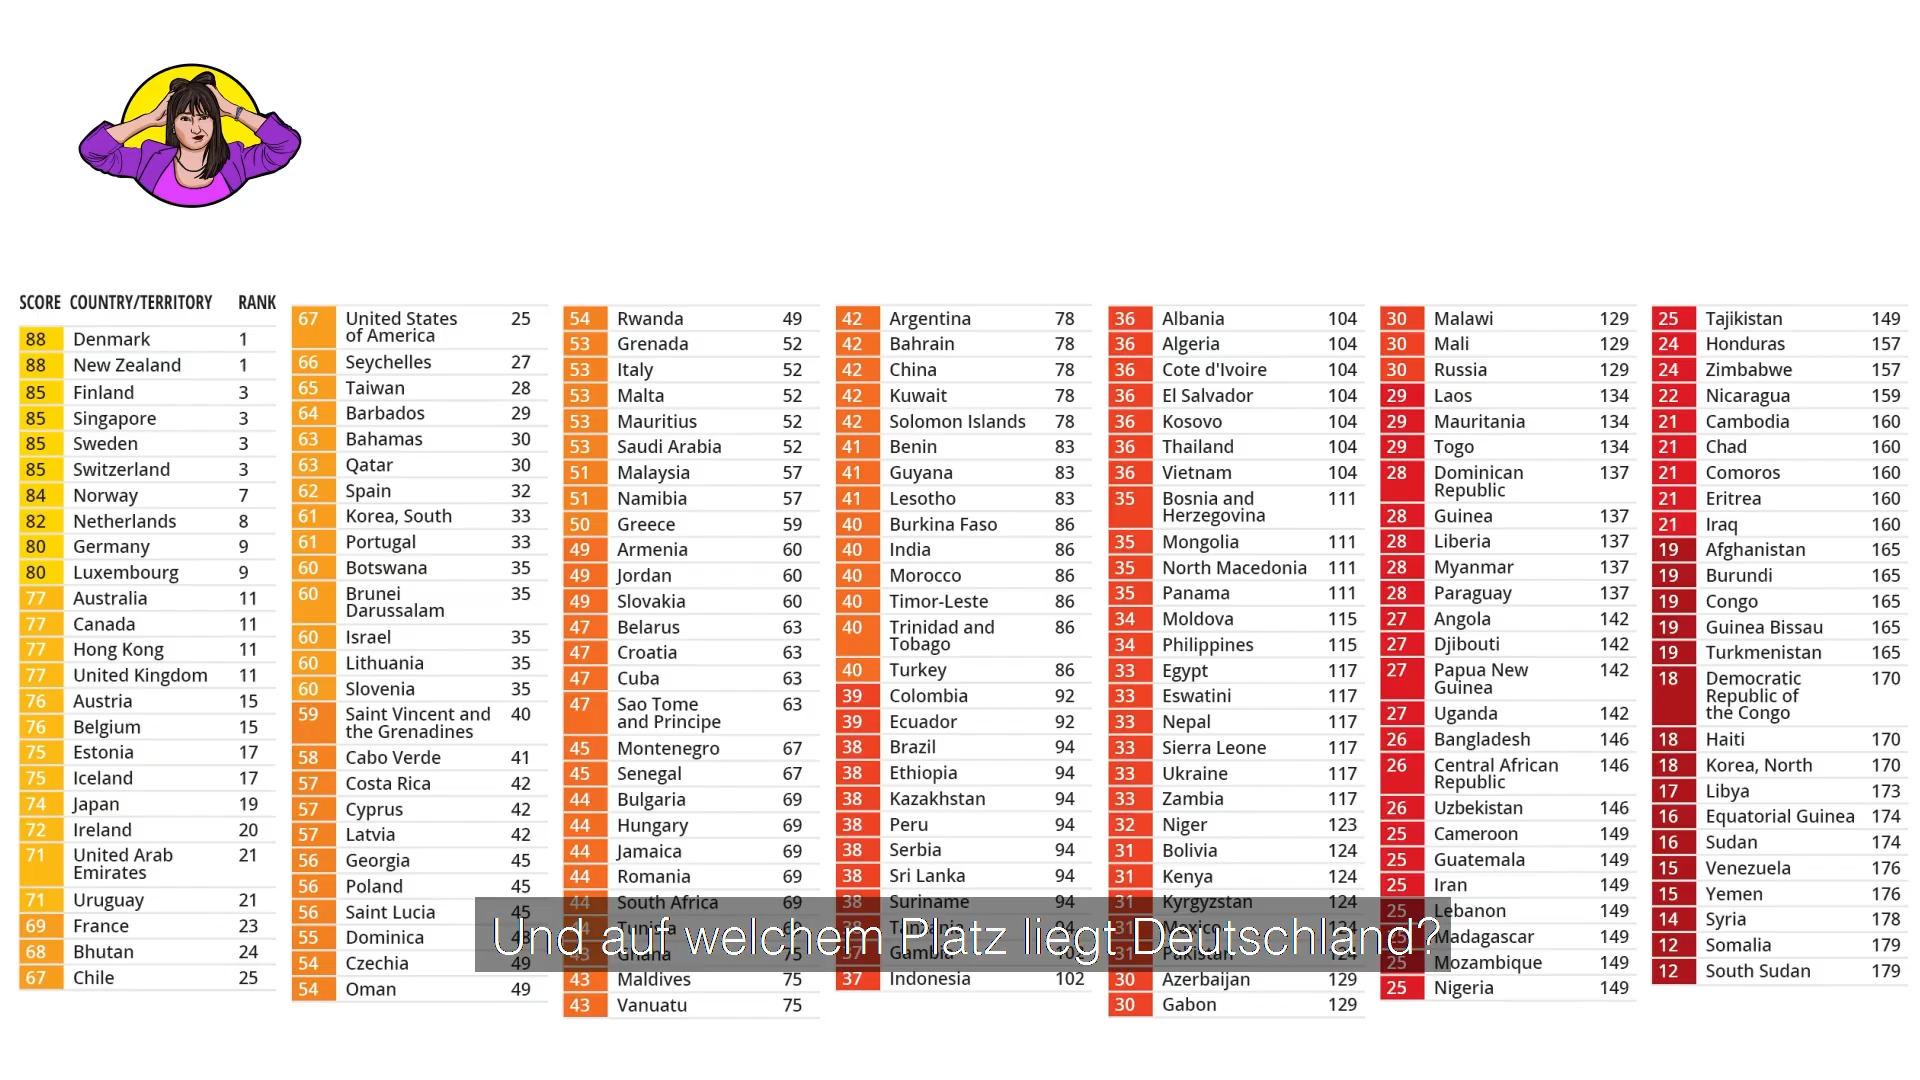 SCORE COUNTRY/TERRITORY RANK
88 Denmark 1
88 New Zealand 1
85 Finland 3
85 Singapore 3
85 Sweden 3
85 Switzerland 3
84 Norway 7
82 Netherlands 8
80 Germany 9
80 Luxembourg 9
77 Australia 11
77 Canada 11
77 Hong Kong 11
77 United Kingdom 11
76 Austria 15
76 Belgium 15
75 Estonia 17
75 Iceland 17
74 Japan 19
72 Ireland 20
71 United Arab 21
Emirates
71 Uruguay 21
69 France 23
68 Bhutan 24
67 Chile 25
67 United States 25
of America
66 Seychelles 27
65 Taiwan 28
64 Barbados 29
63 Bahamas 30
63 Qatar 30
62 Spain 32
61 Korea, South 33
61 Portugal 33
60 Botswana 35
60 Brunei 35
Darussalam
60 Israel 35
60 Lithuania 35
60 Slovenia 35
59 Saint Vincent and 40
the Grenadines
58 Cabo Verde 41
57 Costa Rica 42
57 Cyprus 42
57 Latvia 42
56 Georgia 45
56 Poland 45
56 Saint Lucia 45
55 Dominica 48
54 Czechia 49
54 Oman 49
54 Rwanda 49
53 Grenada 52
53 Italy 52
53 Malta 52
53 Mauritius 52
53 Saudi Arabia 52
51 Malaysia 57
51 Namibia 57
50 Greece 59
49 Armenia 60
49 Jordan 60
49 Slovakia 60
47 Belarus 63
47 Croatia 63
47 Cuba 63
47 Sao Tome 63
and Principe
45 Montenegro 67
45 Senegal 67
44 Bulgaria 69
44 Hungary 69
44 Jamaica 69
44 Romania 69
44 South Africa 69
44 Tunisia 69
43 Ghana 75
43 Maldives 75
43 Vanuatu 75
42 Argentina 78
42 Bahrain 78
42 China 78
42 Kuwait 78
42 Solomon Islands 78
41 Benin 83
41 Guyana 83
41 Lesotho 83
40 Burkina Faso 86
40 India 86
40 Morocco 86
40 Timor-Leste 86
40 Trinidad and 86
Tobago
40 Turkey 86
39 Colombia 92
39 Ecuador 92
38 Brazil 94
38 Ethiopia 94
38 Kazakhstan 94
38 Peru 94
38 Serbia 94
38 Sri Lanka 94
38 Suriname 94
38 Tanzania 94
37 Gambia 102
37 Indonesia 102
36 Albania 104
36 Algeria 104
36 Cote d'Ivoire 104
36 El Salvador 104
36 Kosovo 104
36 Thailand 104
36 Vietnam 104
35 Bosnia and 111
Herzegovina
35 Mongolia 111
35 North Macedonia 111
35 Panama 111
34 Moldova 115
34 Philippines 115
33 Egypt 117
33 Eswatini 117
33 Nepal 117
33 Sierra Leone 117
33 Ukraine 117
33 Zambia 117
32 Niger 123
31 Bolivia 124
31 Kenya 124
31 Kyrgyzstan 124
31 Mexico 124
31 Pakistan 124
30 Azerbaijan 129
30 Gabon 129
30 Malawi 129
30 Mali 129
30 Russia 129
29 Laos 134
29 Mauritania 134
29 Togo 134
28 Dominican 137
Republic
28 Guinea 137
28 Liberia 137
28 Myanmar 137
28 Paraguay 137
27 Angola 142
27 Djibouti 142
27 Papua New 142
Guinea
27 Uganda 142
26 Bangladesh 146
26 Central African 146
Republic
26 Uzbekistan 146
25 Cameroon 149
25 Guatemala 149
25 Iran 149
25 Lebanon 149
25 Madagascar 149
25 Mozambique 149
25 Nigeria 149
25 Tajikistan 149
24 Honduras 157
24 Zimbabwe 157
22 Nicaragua 159
21 Cambodia 160
21 Chad 160
21 Comoros 160
21 Eritrea 160
21 Iraq 160
19 Afghanistan 165
19 Burundi 165
19 Congo 165
19 Guinea Bissau 165
19 Turkmenistan 165
18 Democratic 170
Republic of
the Congo
18 Haiti 170
18 Korea, North 170
17 Libya 173
16 Equatorial Guinea 174
16 Sudan 174
15 Venezuela 176
15 Yemen 176
14 Syria 178
12 Somalia 179
12 South Sudan 179
Und auf welchem Platz liegt Deutschland?